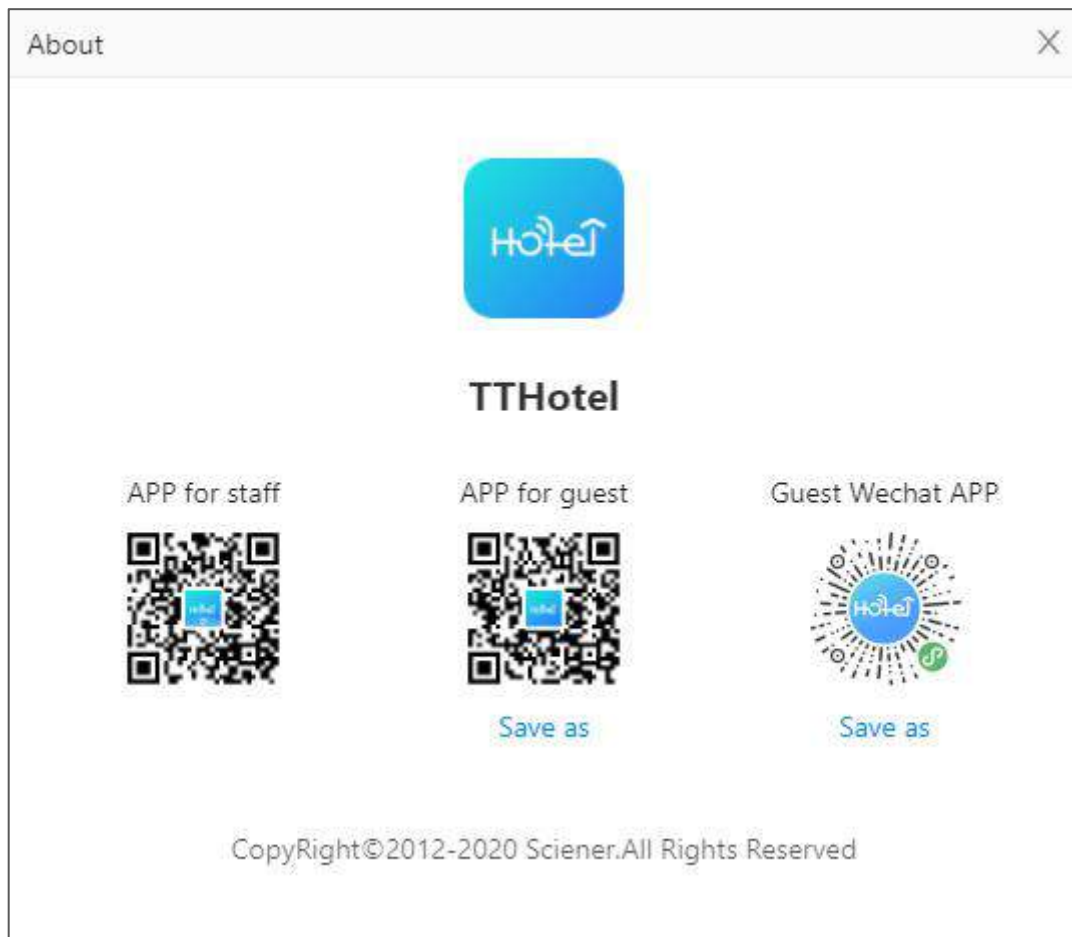 About
Hotel
TTHotel
APP for staff
APP for guest
Guest Wechat APP
Hotel
Save as
Save as
CopyRight©2012-2020 Sciener.All Rights Reserved